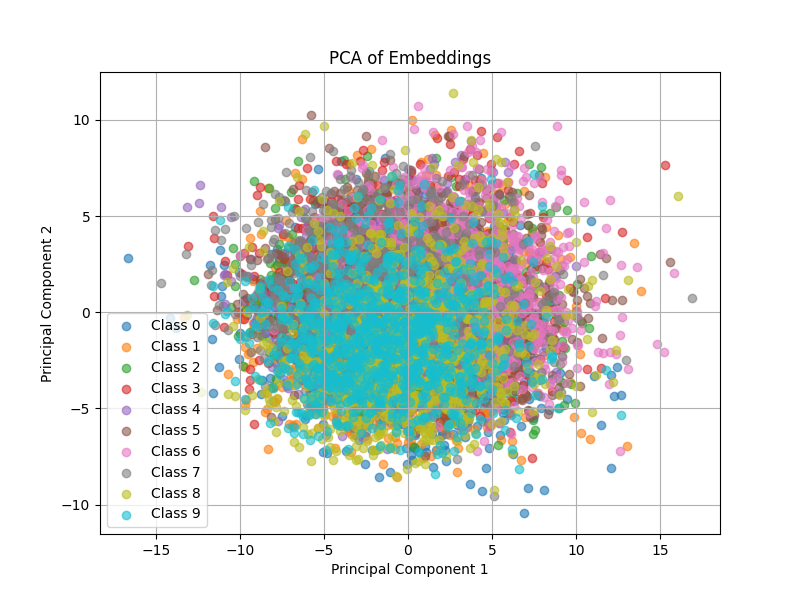 PCA of Embeddings
Principal Component 2
10
5
0
−5
−10
Class 0
Class 1
Class 2
Class 3
Class 4
Class 5
Class 6
Class 7
Class 8
Class 9
−15 −10 −5 0 5 10 15
Principal Component 1